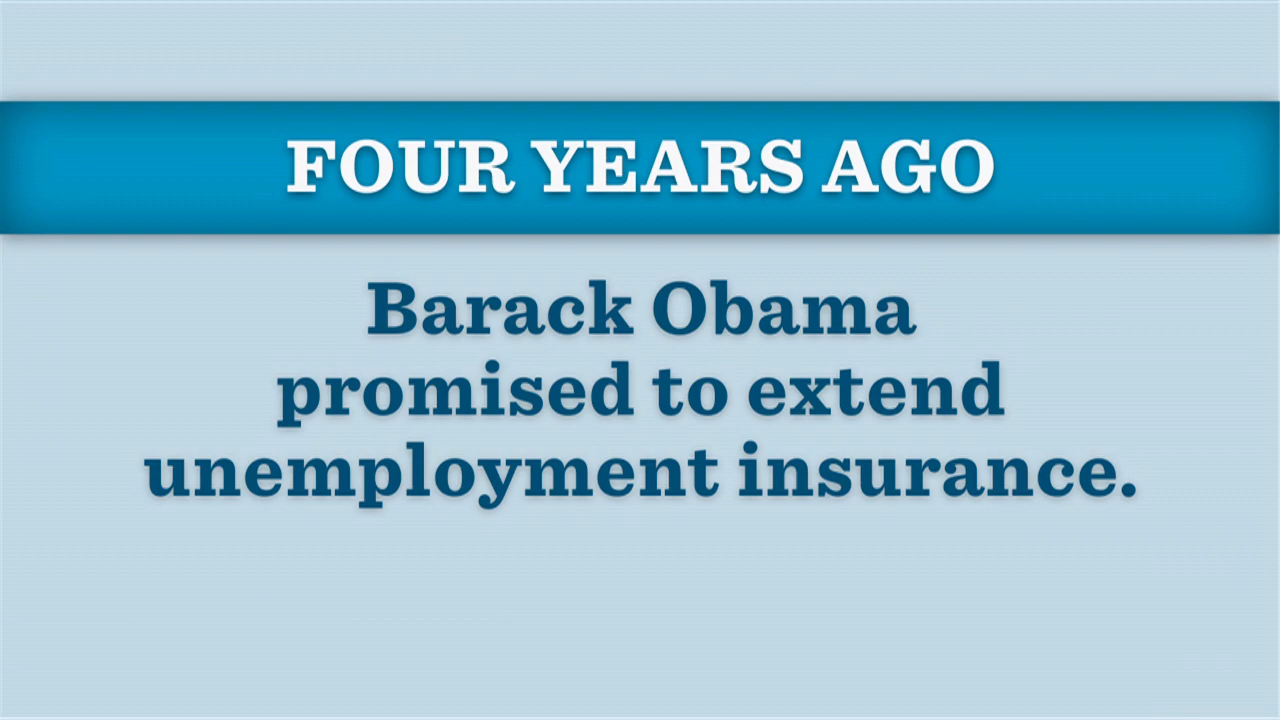 FOUR YEARS AGO
Barack Obama
promised to extend
unemployment insurance.